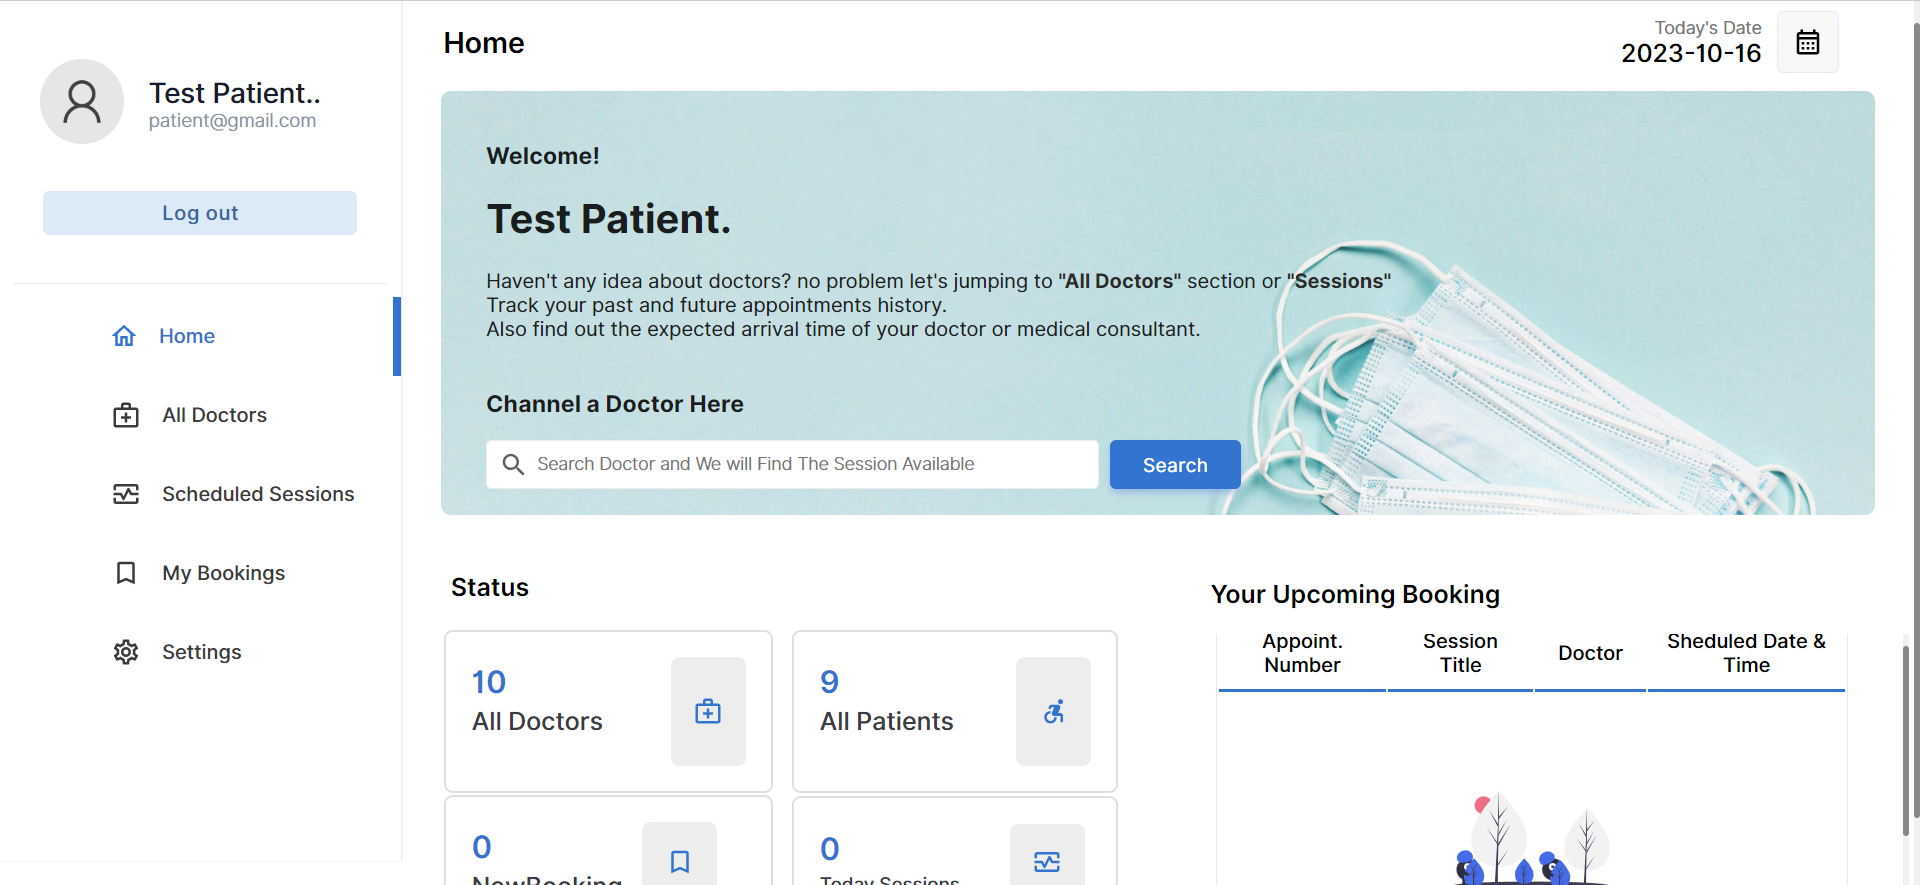 Test Patient..
patient@gmail.com
Log out
Home
All Doctors
Scheduled Sessions
My Bookings
Settings
Home
Today's Date
2023-10-16
Welcome!
Test Patient.
Haven't any idea about doctors? no problem let's jumping to "All Doctors" section or "Sessions"
Track your past and future appointments history.
Also find out the expected arrival time of your doctor or medical consultant.
Channel a Doctor Here
Search Doctor and We will Find The Session Available
Search
Status
10
All Doctors
9
All Patients
0
NewBooking
0
Today Sessions
Your Upcoming Booking
Appoint.
Number
Session
Title
Doctor
Sheduled Date &
Time